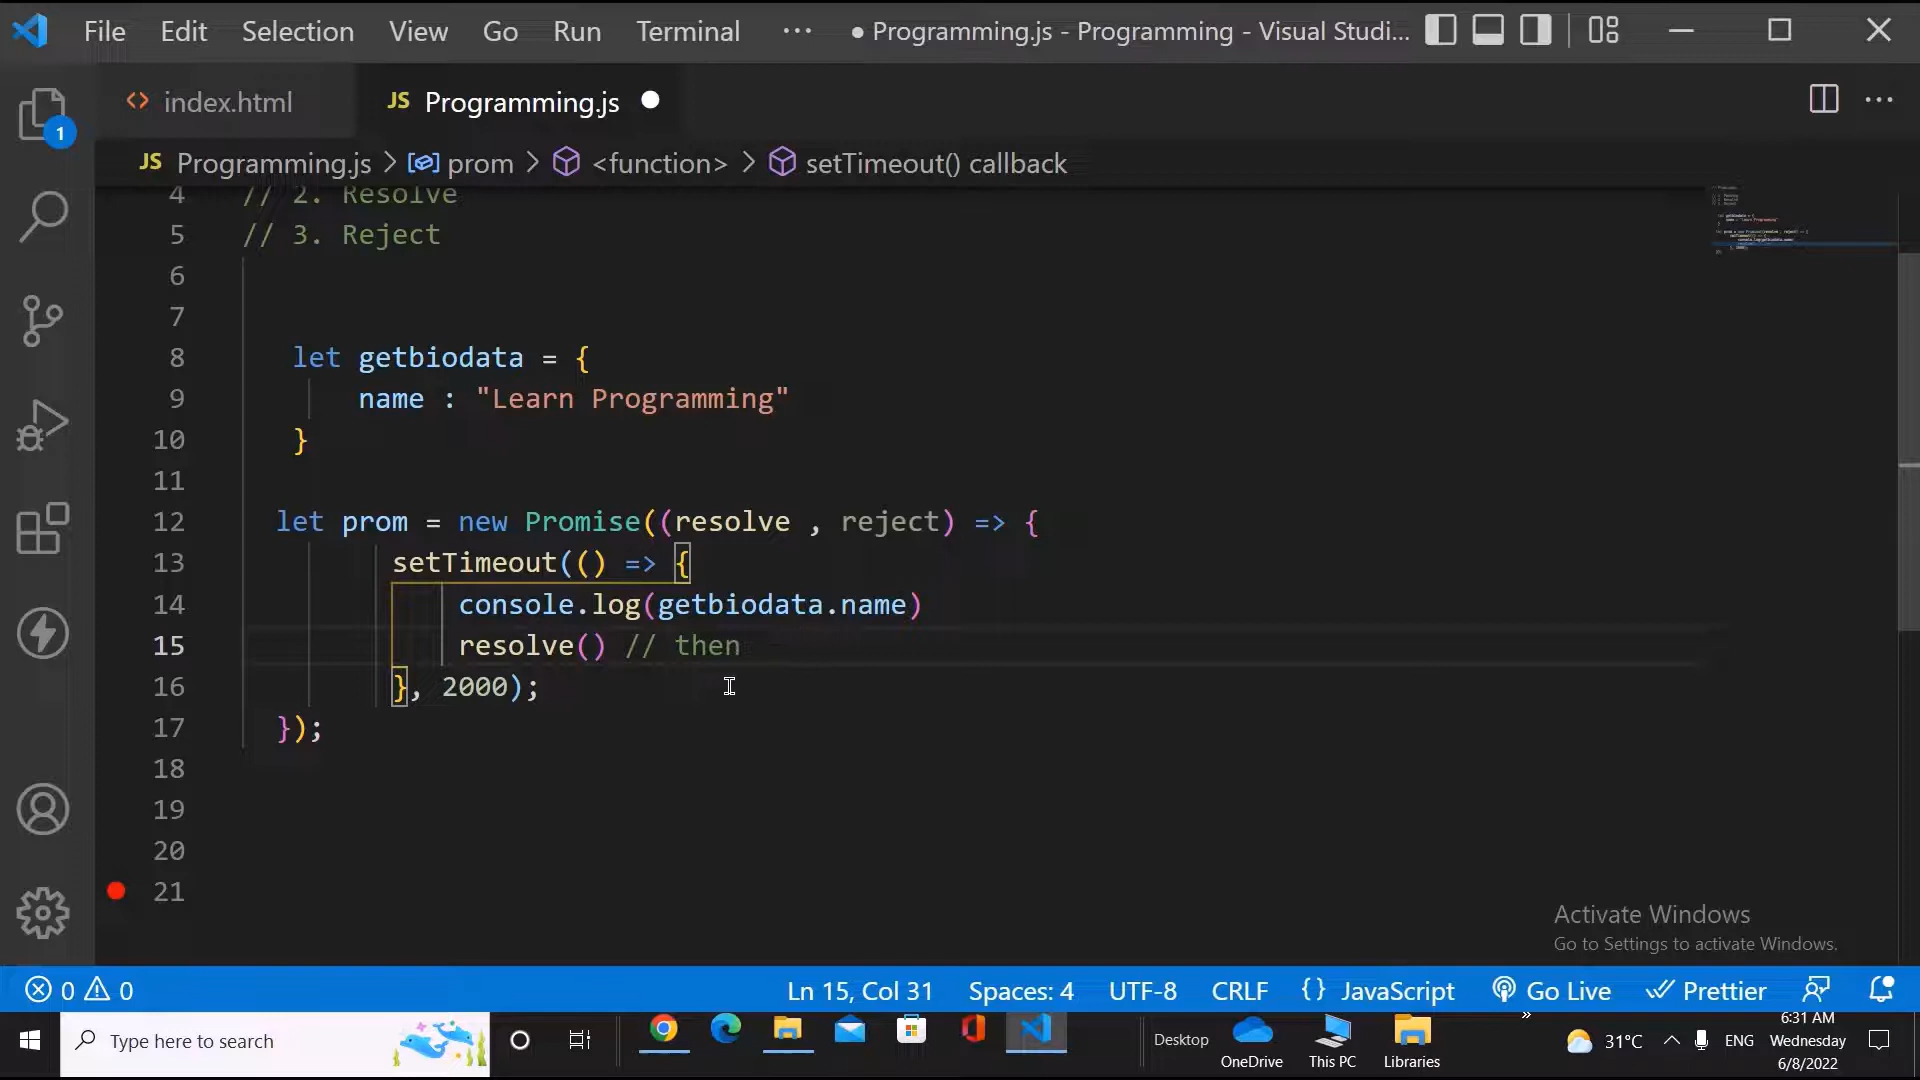 File Edit Selection View Go Run Terminal ··· ● Programming.js - Programming - Visual Studi...
index.html JS Programming.js
JS Programming.js > prom > <function> > setTimeout() callback
4 // 2. Resolve
5 // 3. Reject
6
7
8 let getbiodata = {
9 name : "Learn Programming"
10 }
11
12 let prom = new Promise((resolve , reject) => {
13 setTimeout(() => {
14 console.log(getbiodata.name)
15 resolve() // then
16 }, 2000);
17 });
18
19
20
21
1
Activate Windows
Go to Settings to activate Windows.
0 0 Ln 15, Col 31 Spaces: 4 UTF-8 CRLF {} JavaScript Go Live Prettier
Type here to search Desktop OneDrive This PC Libraries » 31°C ENG
6:31 AM
Wednesday
6/8/2022